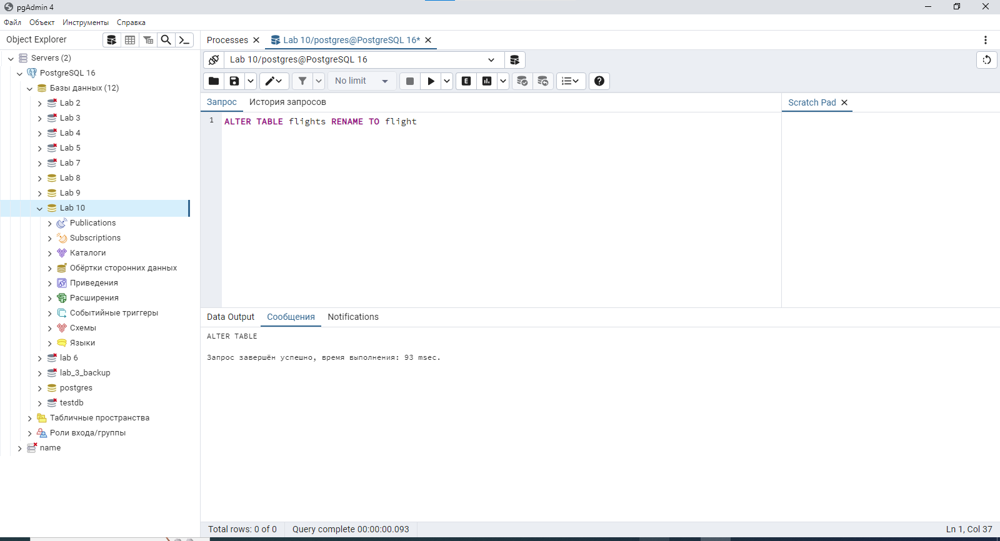 pgAdmin 4
Файл Объект Инструменты Справка
Object Explorer
Servers (2)
PostgreSQL 16
Базы данных (12)
Lab 2
Lab 3
Lab 4
Lab 5
Lab 7
Lab 8
Lab 9
Lab 10
Publications
Subscriptions
Каталоги
Обёртки сторонних данных
Приведения
Расширения
Событийные триггеры
Схемы
Языки
lab 6
lab_3_backup
postgres
testdb
Табличные пространства
Роли входа/группы
name
Processes Lab 10/postgres@PostgreSQL 16*
Lab 10/postgres@PostgreSQL 16
No limit E
Запрос История запросов
1 ALTER TABLE flights RENAME TO flight
Scratch Pad
Data Output Сообщения Notifications
ALTER TABLE
Запрос завершён успешно, время выполнения: 93 msec.
Total rows: 0 of 0 Query complete 00:00:00.093 Ln 1, Col 37